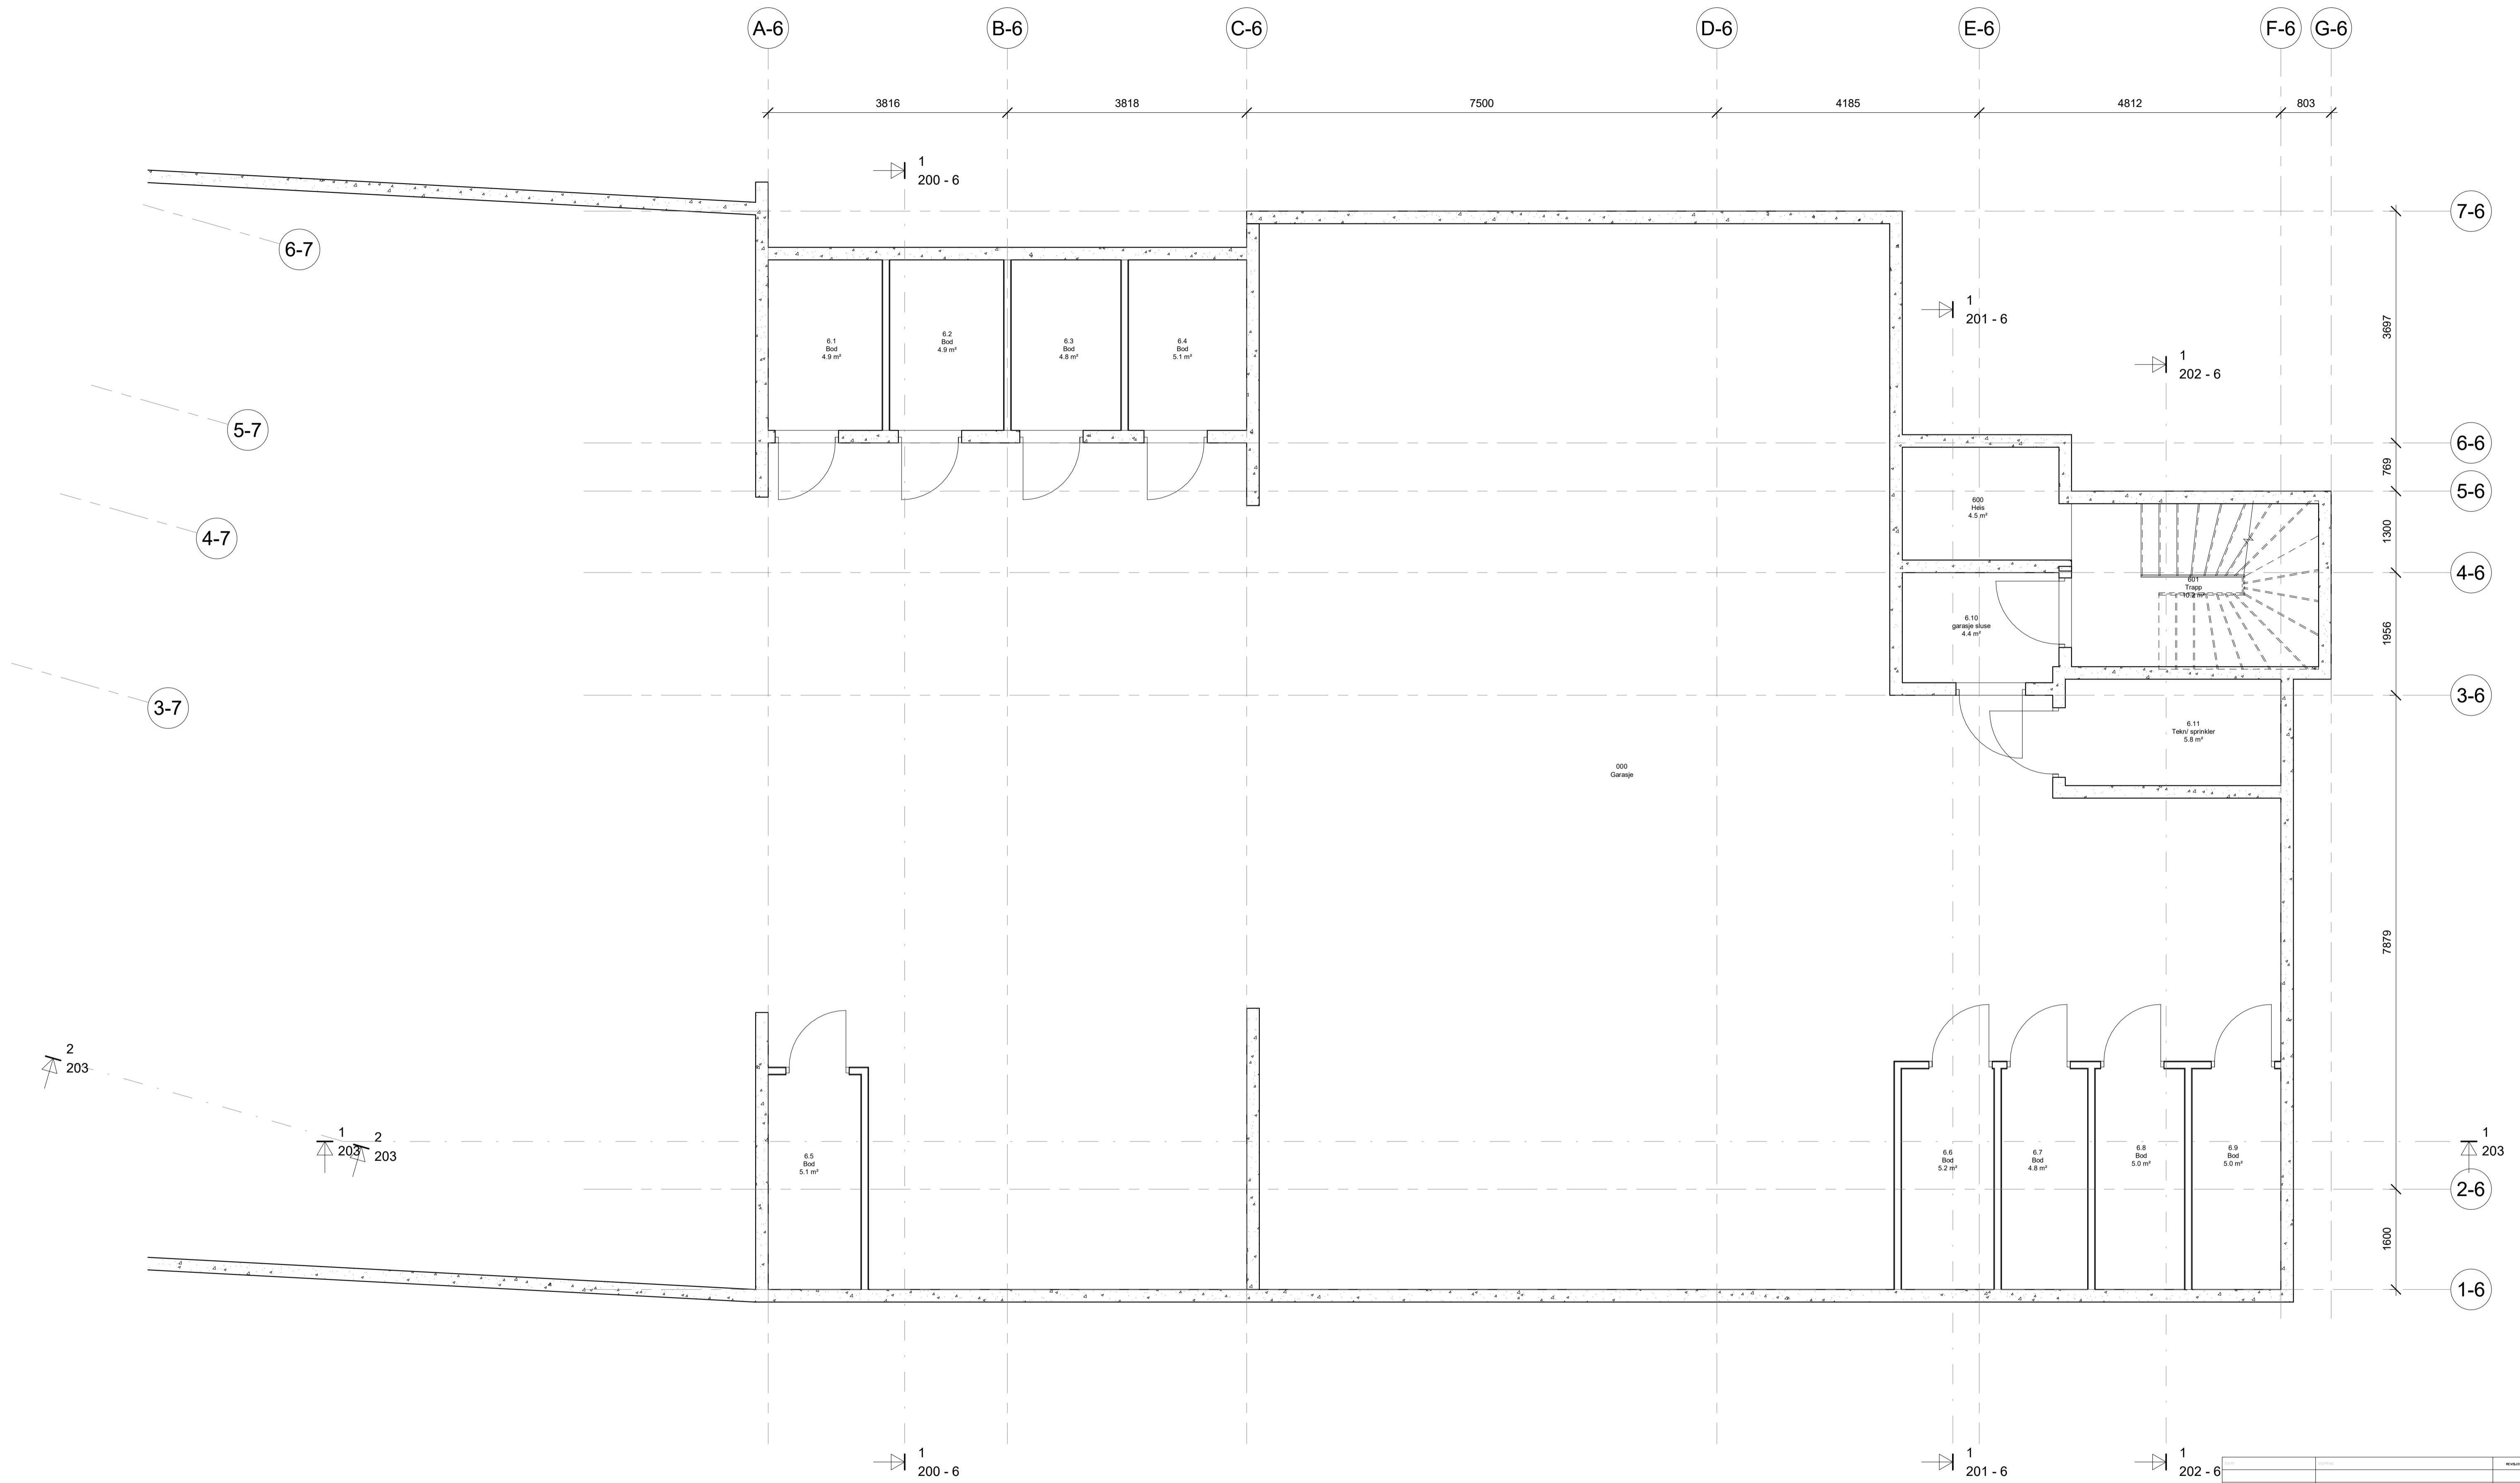 A-6
B-6
C-6
D-6
E-6
F-6
G-6
3816
3818
7500
4185
4812
803
1
200 - 6
7-6
6-7
1
201 - 6
3697
6.1
Bod
4.9 m²
6.2
Bod
4.9 m²
6.3
Bod
4.8 m²
6.4
Bod
5.1 m²
1
202 - 6
5-7
6-6
769
5-6
600
Heis
4.5 m²
4-7
1300
4-6
601
Trapp
10.2 m²
6.10
garasje sluse
4.4 m²
1956
3-7
3-6
6.11
Tekn/ sprinkler
5.8 m²
000
Garasje
7879
2
203
1
203
2
203
6.5
Bod
5.1 m²
6.6
Bod
5.2 m²
6.7
Bod
4.8 m²
6.8
Bod
5.0 m²
6.9
Bod
5.0 m²
1
203
2-6
1600
1-6
1
200 - 6
1
201 - 6
1
202 - 6